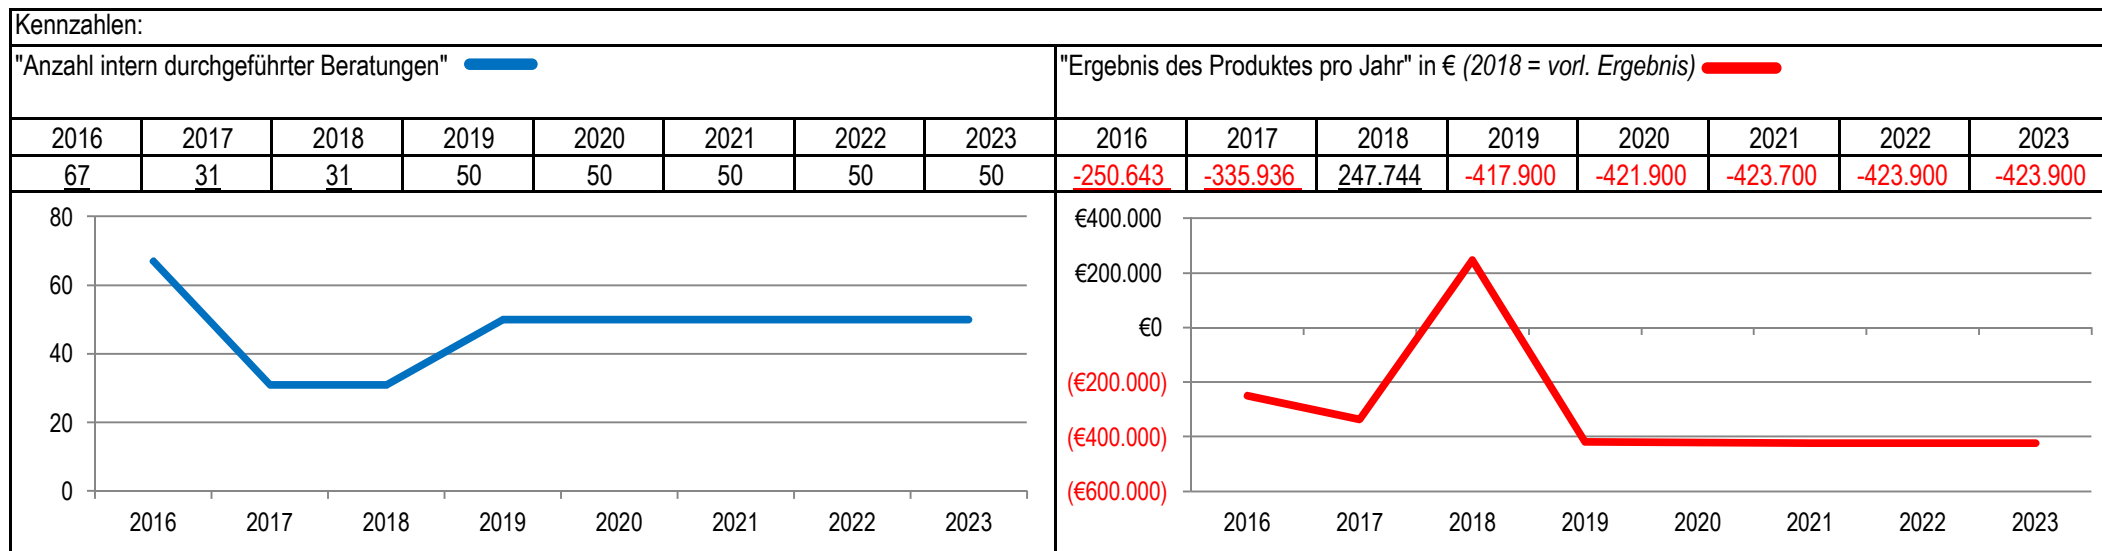 Kennzahlen:
"Anzahl intern durchgeführter Beratungen"
"Ergebnis des Produktes pro Jahr" in € (2018 = vorl. Ergebnis)
2016 2017 2018 2019 2020 2021 2022 2023 2016 2017 2018 2019 2020 2021 2022 2023
67 31 31 50 50 50 50 50 -250.643 -335.936 247.744 -417.900 -421.900 -423.700 -423.900 -423.900
80
60
40
20
0
2016 2017 2018 2019 2020 2021 2022 2023
€400.000
€200.000
€0
(€200.000)
(€400.000)
(€600.000)
2016 2017 2018 2019 2020 2021 2022 2023